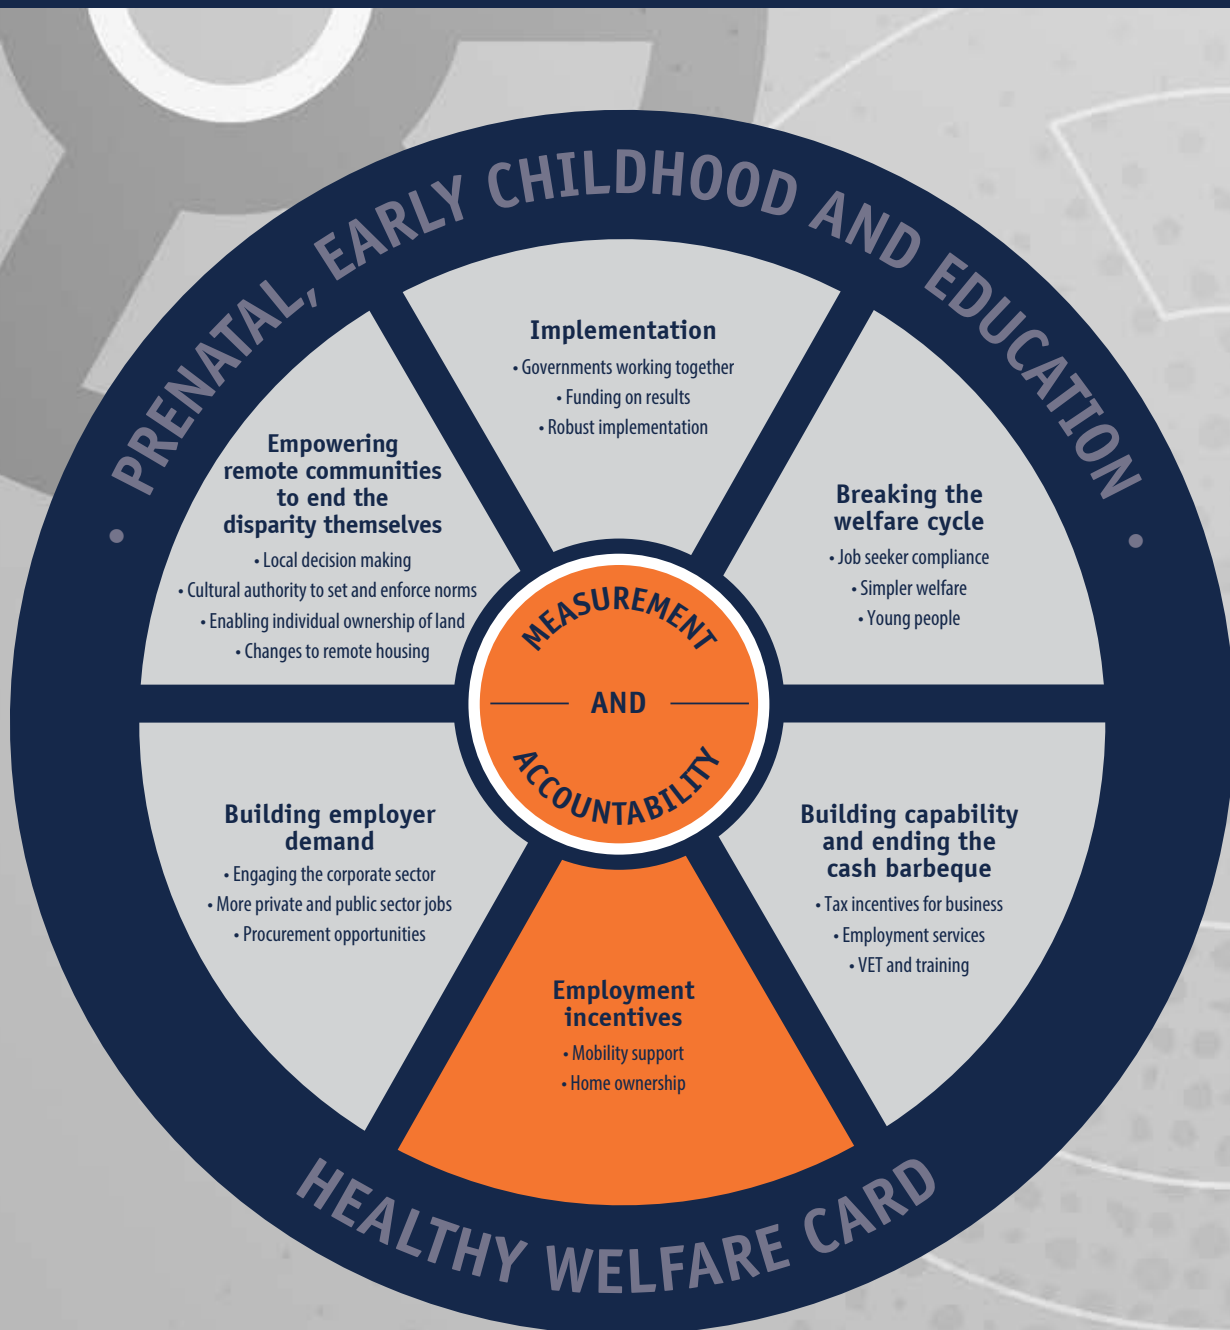 • PRENATAL, EARLY CHILDHOOD AND EDUCATION •
Implementation
• Governments working together
• Funding on results
• Robust implementation
Empowering
remote communities
to end the
disparity themselves
• Local decision making
• Cultural authority to set and enforce norms
• Enabling individual ownership of land
• Changes to remote housing
Breaking the
welfare cycle
• Job seeker compliance
• Simpler welfare
• Young people
MEASUREMENT
AND
ACCOUNTABILITY
Building employer
demand
• Engaging the corporate sector
• More private and public sector jobs
• Procurement opportunities
Building capability
and ending the
cash barbeque
• Tax incentives for business
• Employment services
• VET and training
Employment
incentives
• Mobility support
• Home ownership
HEALTHY WELFARE CARD